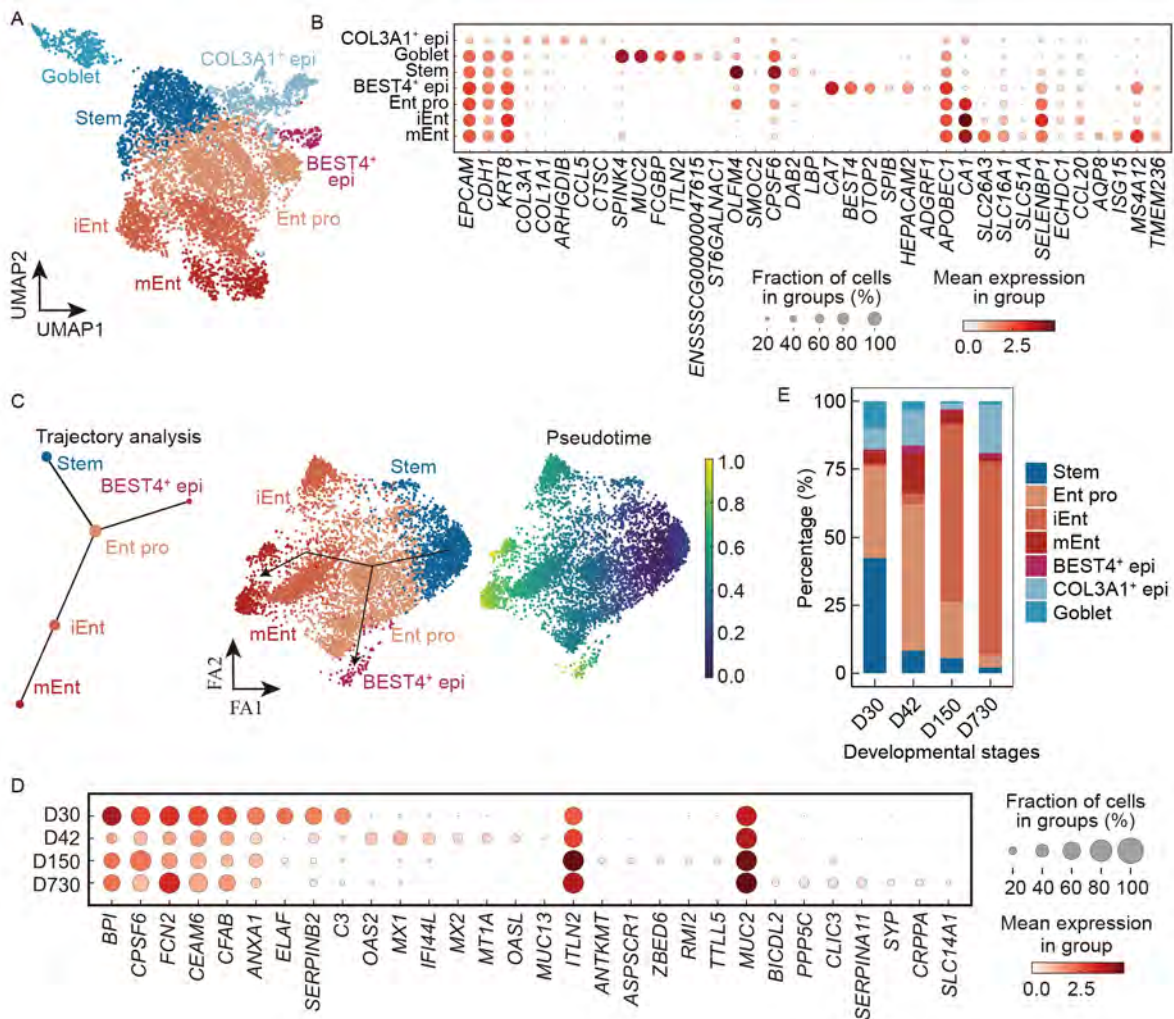 A
Goblet
COL3A1+ epi
Stem
BEST4+
epi
Ent pro
iEnt
mEnt
UMAP2
UMAP1
B
COL3A1+ epi
Goblet
Stem
BEST4+ epi
Ent pro
iEnt
mEnt
EPCAM
CDH1
KRT8
COL3A1
COL1A1
ARHGDIB
CCL5
CTSC
SPINK4
MUC2
FCGBP
ITLN2
ENSSSCG00000047615
ST6GALNAC1
OLFM4
SMOC2
CPSF6
DAB2
LBP
CA7
BEST4
OTOP2
SPIB
HEPACAM2
ADGRF1
APOBEC1
CA1
SLC26A3
SLC16A1
SLC51A
SELENBP1
ECHDC1
CCL20
AQP8
ISG15
MS4A12
TMEM236
Fraction of cells
in groups (%)
20 40 60 80 100
Mean expression
in group
0.0 2.5
C
Trajectory analysis
Stem
BEST4+ epi
Ent pro
iEnt
mEnt
iEnt
Stem
mEnt
Ent pro
BEST4+ epi
FA2
FA1
Pseudotime
1.0
0.8
0.6
0.4
0.2
0.0
E
Percentage (%)
100
75
50
25
0
D30
D42
D150
D730
Developmental stages
Stem
Ent pro
iEnt
mEnt
BEST4+ epi
COL3A1+ epi
Goblet
D
D30
D42
D150
D730
BPI
CPSF6
FCN2
CEAM6
CFAB
ANXA1
ELAF
SERPINB2
C3
OAS2
MX1
IFI44L
MX2
MT1A
OASL
MUC13
ITLN2
ANTKMT
ASPSCR1
ZBED6
RMI2
TTLL5
MUC2
BICDL2
PPP5C
CLIC3
SERPINA11
SYP
CRPPA
SLC14A1
Fraction of cells
in groups (%)
20 40 60 80 100
Mean expression
in group
0.0 2.5